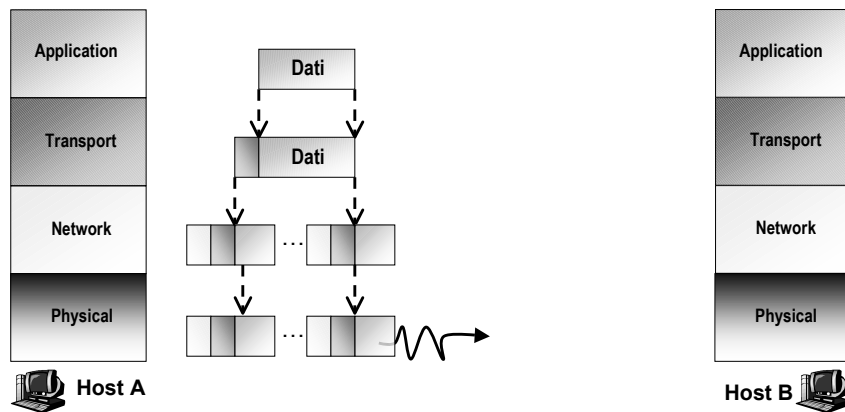 Application
Transport
Network
Physical
Host A
Dati
Dati
...
...
Application
Transport
Network
Physical
Host B